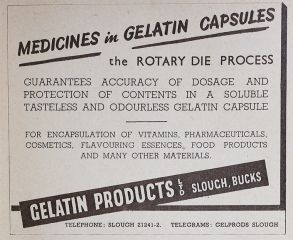 MEDICINES in GELATIN CAPSULES
the ROTARY DIE PROCESS
GUARANTEES ACCURACY OF DOSAGE AND
PROTECTION OF CONTENTS IN A SOLUBLE
TASTELESS AND ODOURLESS GELATIN CAPSULE
FOR ENCAPSULATION OF VITAMINS, PHARMACEUTICALS,
COSMETICS, FLAVOURING ESSENCES, FOOD PRODUCTS
AND MANY OTHER MATERIALS.
GELATIN PRODUCTS LTD SLOUGH, BUCKS
TELEPHONE: SLOUGH 21241-2. TELEGRAMS: GELPRODS SLOUGH